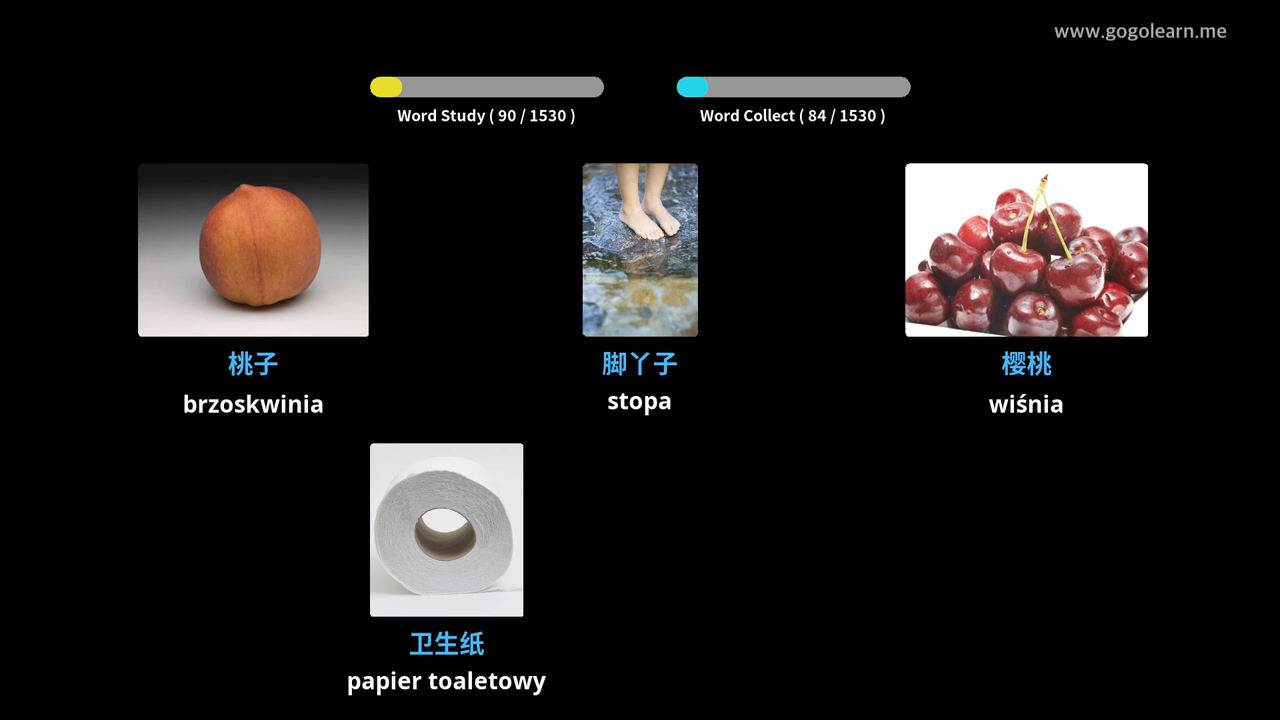 www.gogolearn.me
Word Study ( 90 / 1530 )
Word Collect ( 84 / 1530 )
桃子
brzoskwinia
脚丫子
stopa
樱桃
wiśnia
卫生纸
papier toaletowy